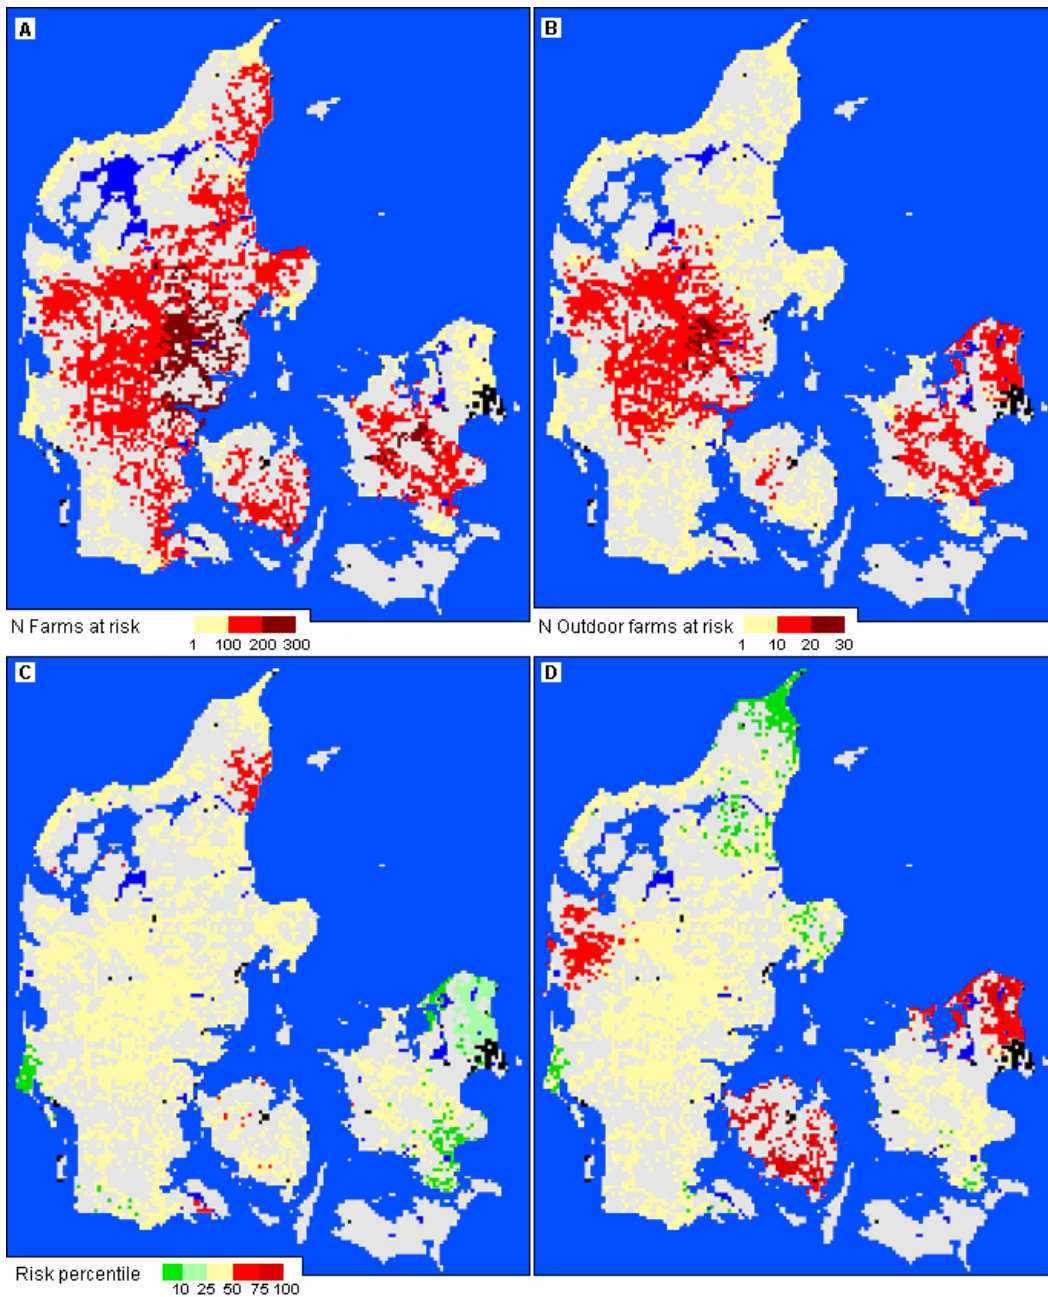 A
B
N Farms at risk
1 100 200 300
N Outdoor farms at risk
1 10 20 30
C
D
Risk percentile
10 25 50 75 100